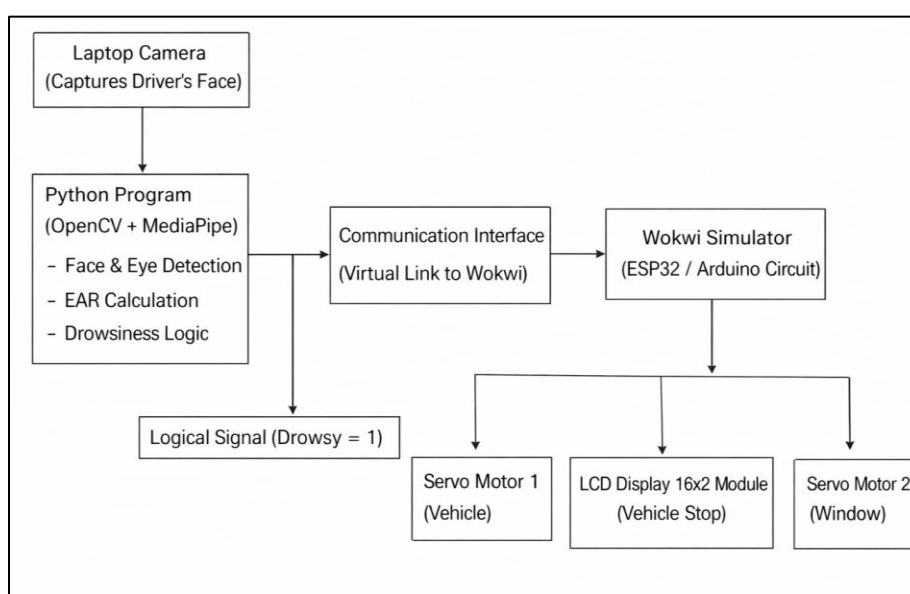 Laptop Camera
(Captures Driver's Face)
Python Program
(OpenCV + MediaPipe)
– Face & Eye Detection
– EAR Calculation
– Drowsiness Logic
Communication Interface
(Virtual Link to Wokwi)
Wokwi Simulator
(ESP32 / Arduino Circuit)
Logical Signal (Drowsy = 1)
Servo Motor 1
(Vehicle)
LCD Display 16x2 Module
(Vehicle Stop)
Servo Motor 2
(Window)